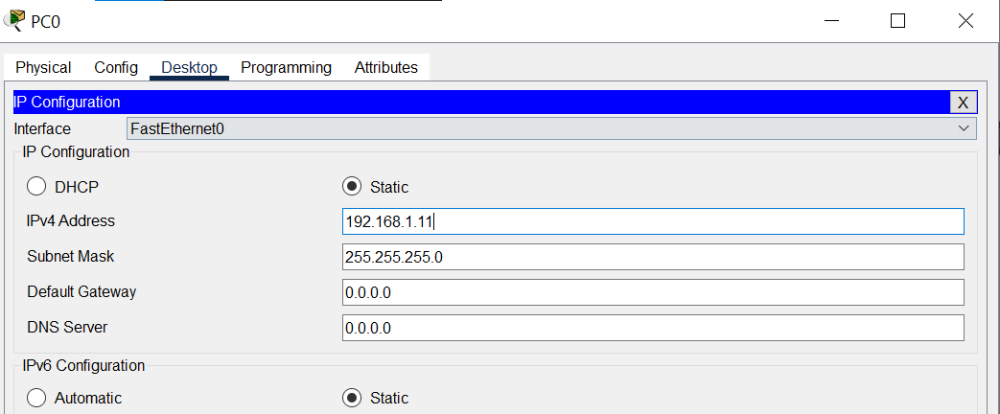 PC0
Physical Config Desktop Programming Attributes
IP Configuration X
Interface FastEthernet0
IP Configuration
DHCP Static
IPv4 Address 192.168.1.11
Subnet Mask 255.255.255.0
Default Gateway 0.0.0.0
DNS Server 0.0.0.0
IPv6 Configuration
Automatic Static